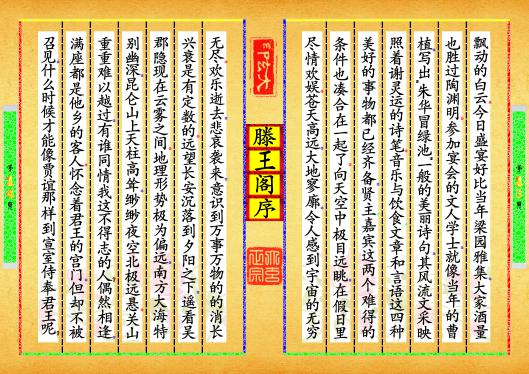 飘动的白云今日盛宴好比当年梁园雅集大家酒量
也胜过陶渊明参加宴会的文人学士就像当年的曹
植写出朱华冒绿池一般的美丽诗句其风流文采映
照着谢灵运的诗笔音乐与饮食文章和言语这四种
美好的事物都已经齐备贤主嘉宾这两个难得的
条件也凑合在一起了向天空中极目远眺在假日里
尽情欢娱苍天高远大地寥廓令人感到宇宙的无穷
滕王阁序
无尽欢乐逝去悲哀袭来意识到万事万物的的消长
兴衰是有定数的远望长安沉落到夕阳之下遥看吴
郡隐现在云雾之间地理形势极为偏远南方大海特
别幽深昆仑山上天柱高耸缈缈夜空北极远悬关山
重重难以越过有谁同情我这不得志的人偶然相逢
满座都是他乡的客人怀念着君王的宫门但却不被
召见什么时候才能像贾谊那样到宣室侍奉君王呢